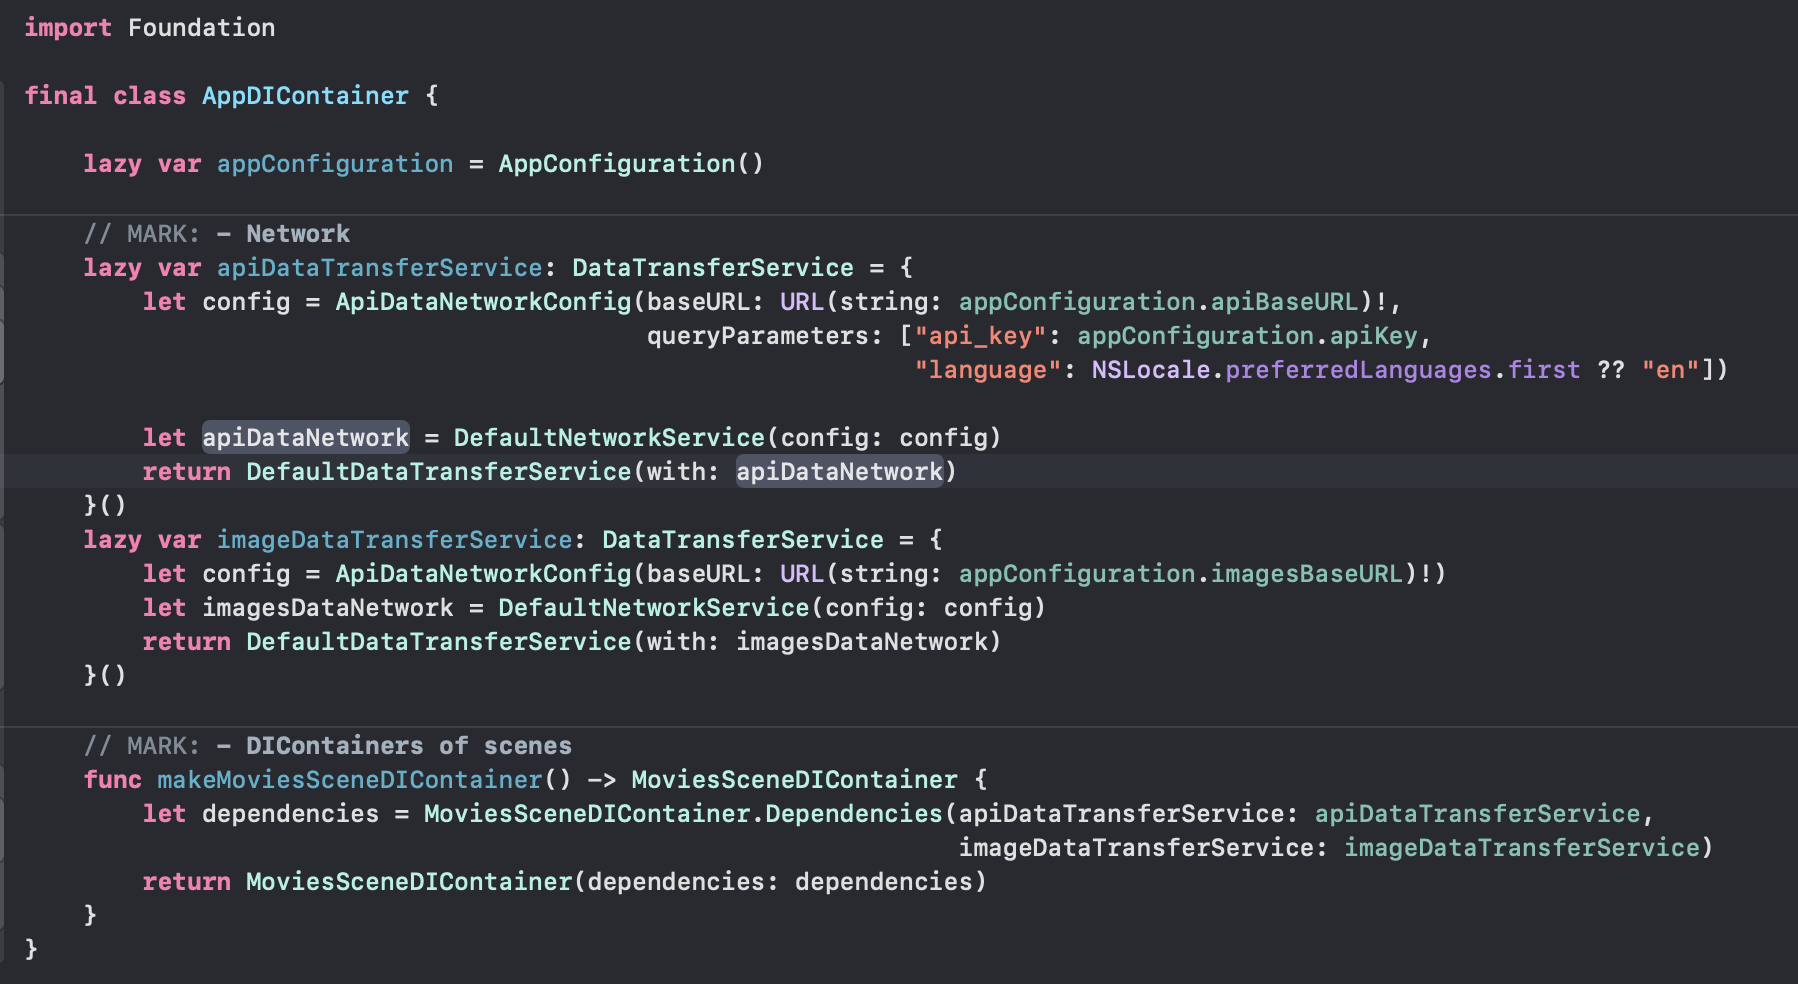 import Foundation
final class AppDIContainer {
    lazy var appConfiguration = AppConfiguration()
    // MARK: - Network
    lazy var apiDataTransferService: DataTransferService = {
        let config = ApiDataNetworkConfig(baseURL: URL(string: appConfiguration.apiBaseURL)!,
                                          queryParameters: ["api_key": appConfiguration.apiKey,
                                                            "language": NSLocale.preferredLanguages.first ?? "en"])
        let apiDataNetwork = DefaultNetworkService(config: config)
        return DefaultDataTransferService(with: apiDataNetwork)
    }()
    lazy var imageDataTransferService: DataTransferService = {
        let config = ApiDataNetworkConfig(baseURL: URL(string: appConfiguration.imagesBaseURL)!)
        let imagesDataNetwork = DefaultNetworkService(config: config)
        return DefaultDataTransferService(with: imagesDataNetwork)
    }()
    // MARK: - DIContainers of scenes
    func makeMoviesSceneDIContainer() -> MoviesSceneDIContainer {
        let dependencies = MoviesSceneDIContainer.Dependencies(apiDataTransferService: apiDataTransferService,
                                                               imageDataTransferService: imageDataTransferService)
        return MoviesSceneDIContainer(dependencies: dependencies)
    }
}